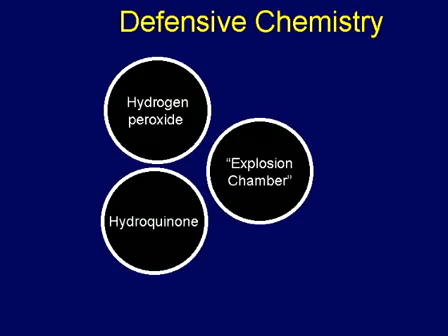 Defensive Chemistry
Hydrogen
peroxide
“Explosion
Chamber”
Hydroquinone